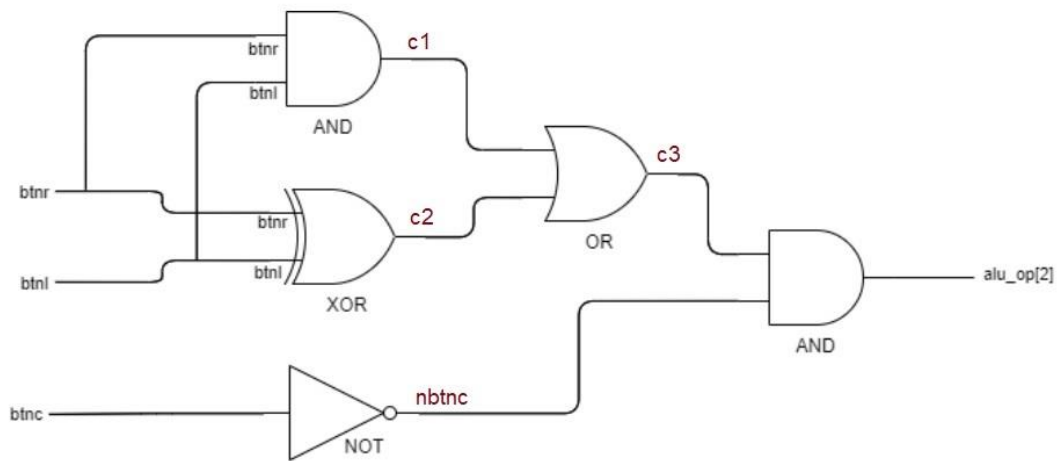 btnr
c1
btnl
AND
btnr
btnr
c2
btnl
btnl
XOR
c3
OR
alu_op[2]
AND
btnc
nbtnc
NOT